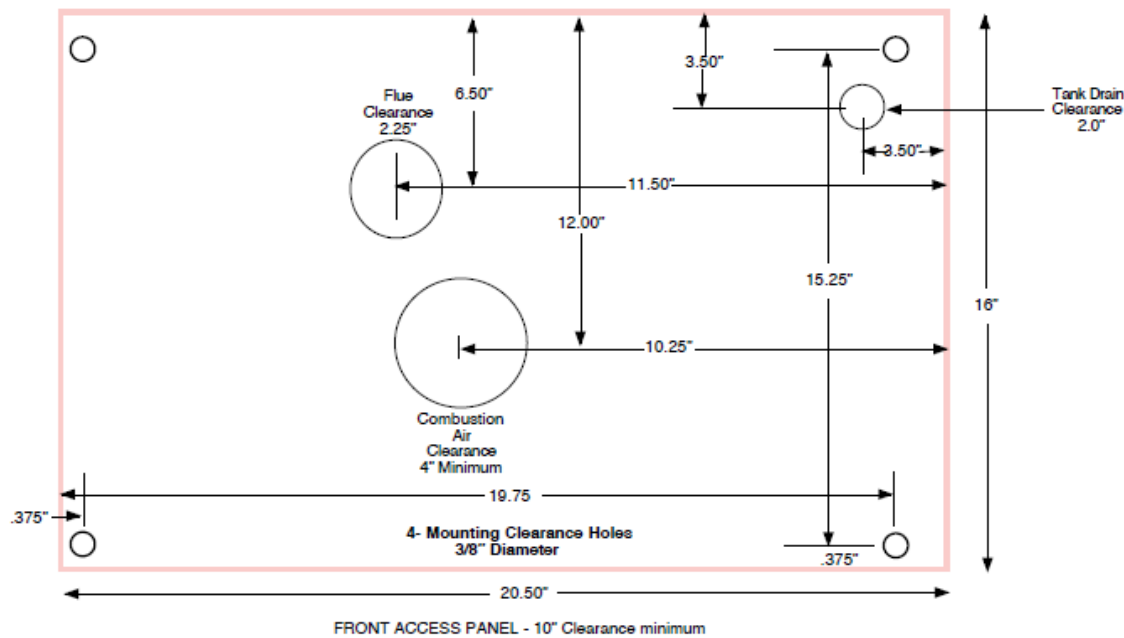 6.50"
3.50"
Flue
Clearance
2.25"
Tank Drain
Clearance
2.0"
3.50"
11.50"
12.00"
15.25"
16"
10.25"
Combustion
Air
Clearance
4" Minimum
19.75
.375"
4- Mounting Clearance Holes
3/8" Diameter
.375"
20.50"
FRONT ACCESS PANEL - 10" Clearance minimum